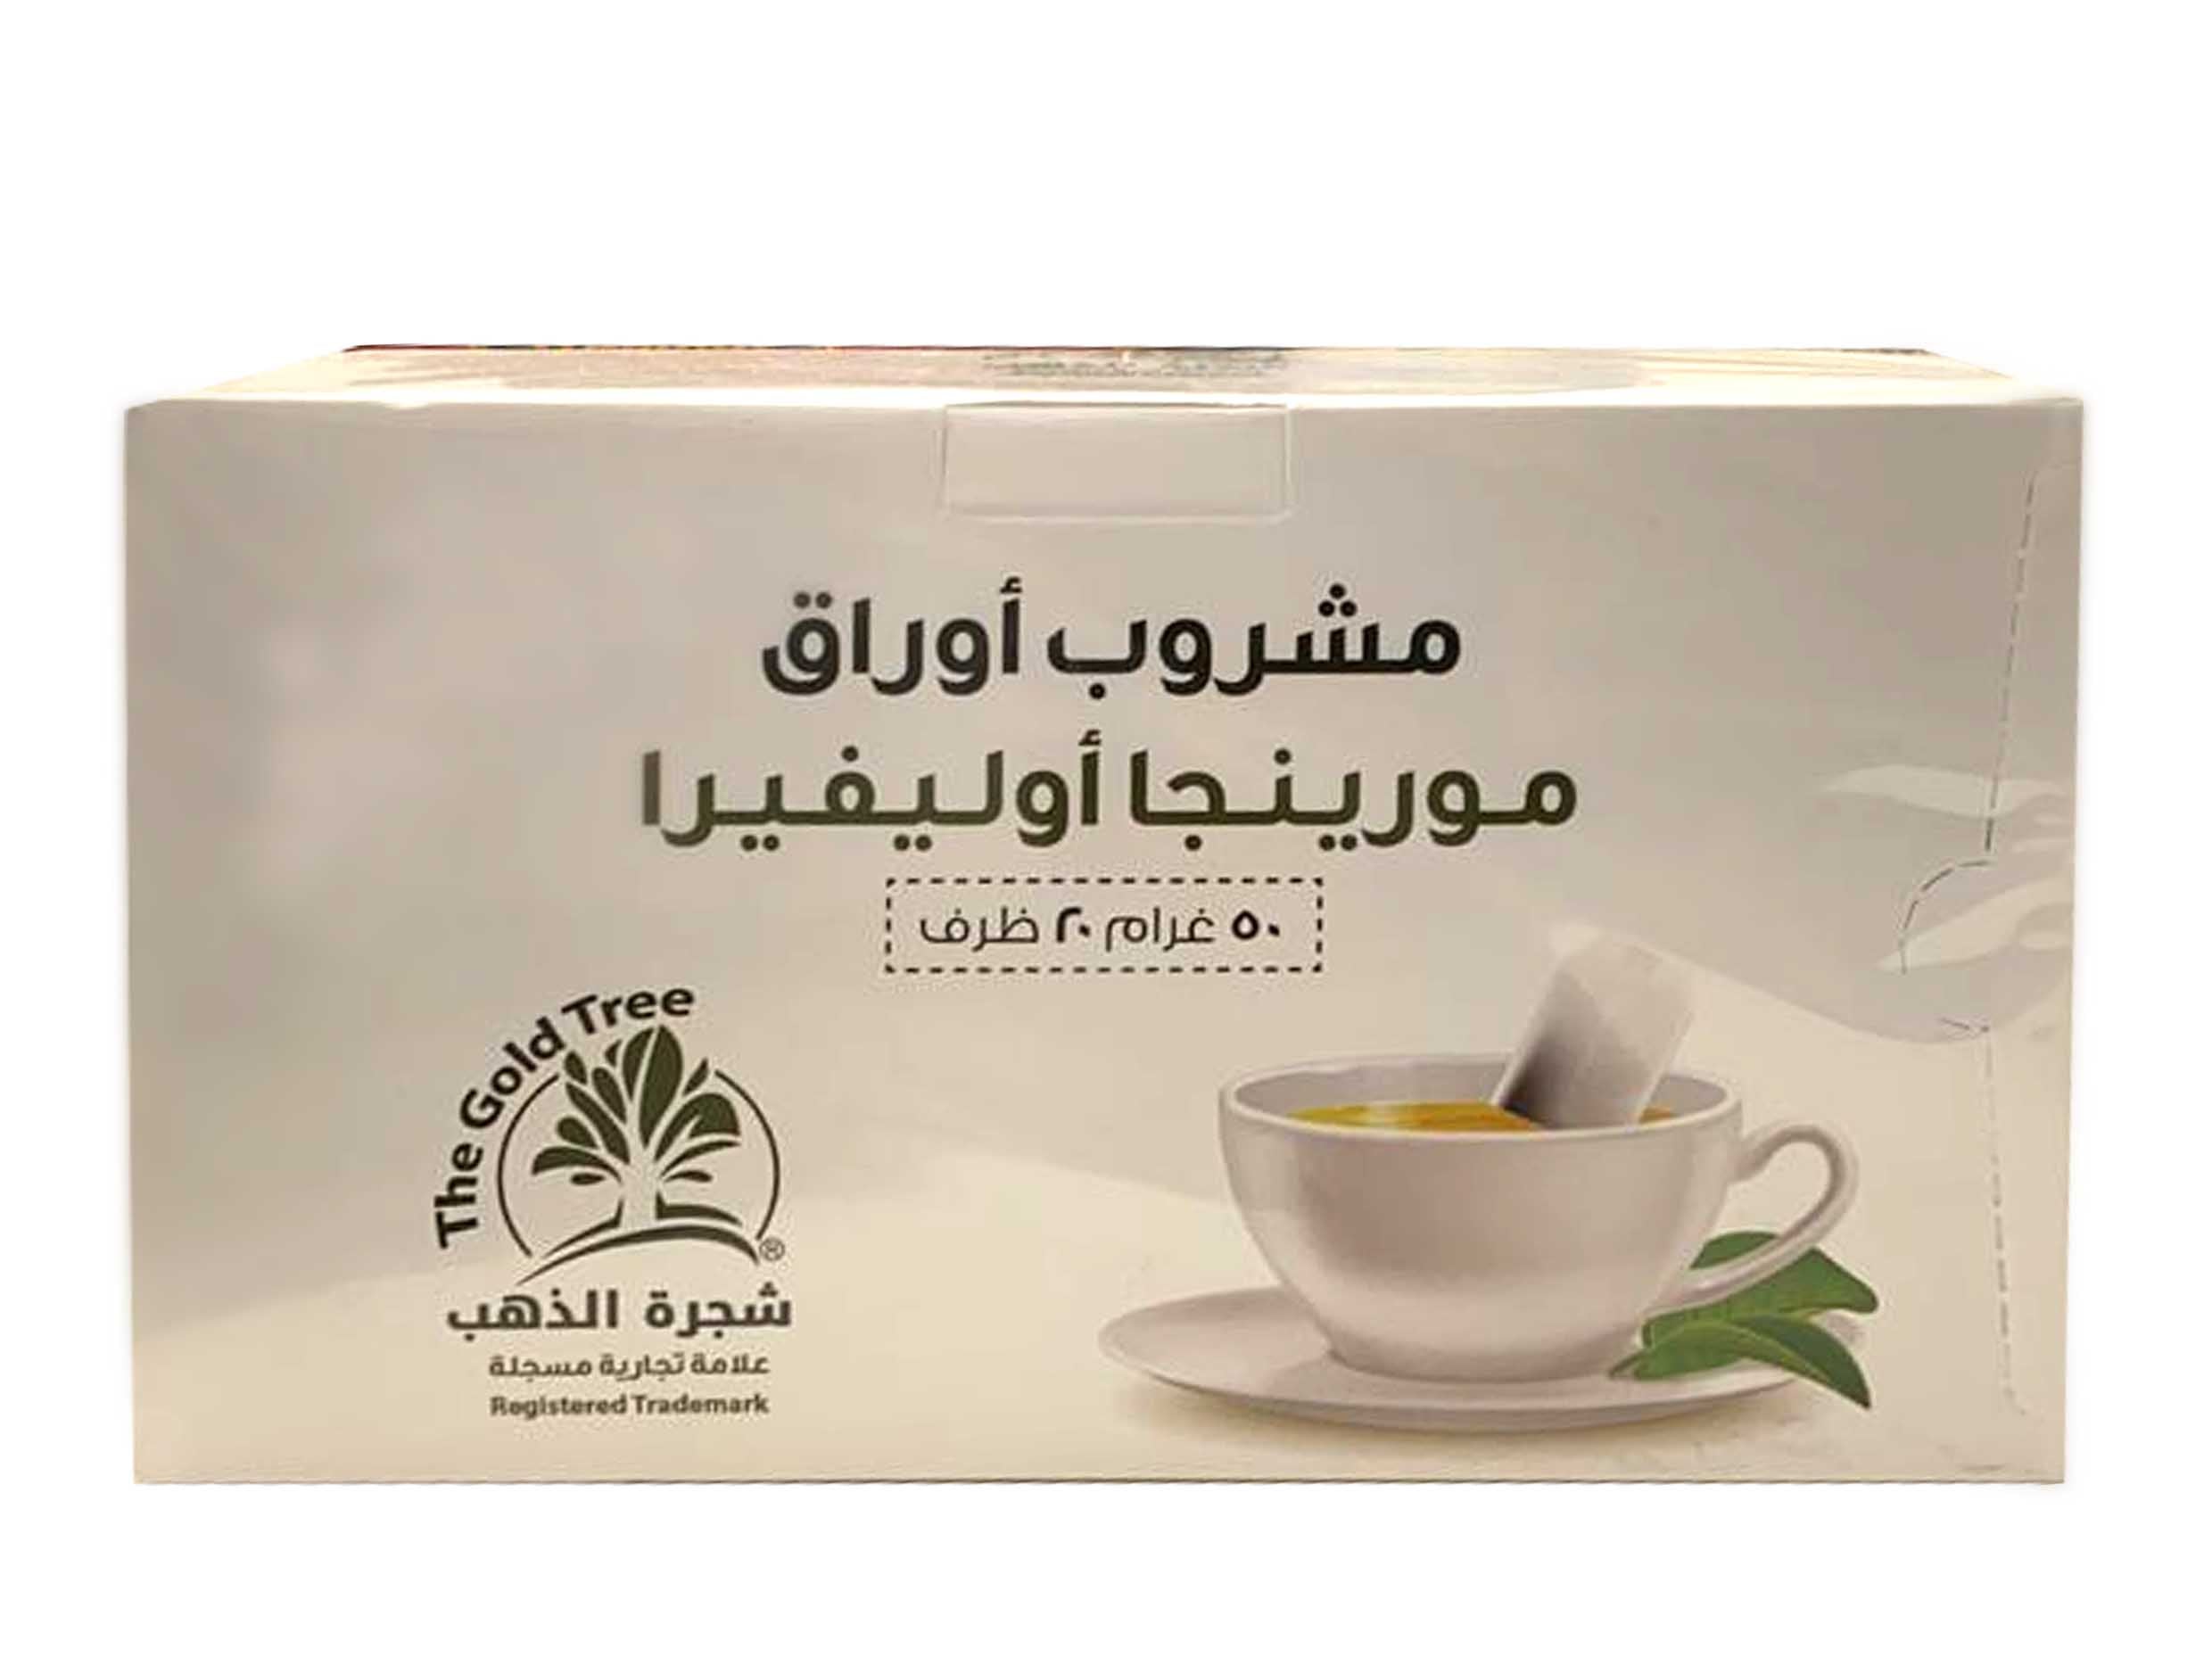 مشروب أوراق
مورينجا أوليفيرا
٥٠ غرام ٢٠ ظرف
The Gold Tree
®
شجرة الذهب
علامة تجارية مسجلة
Registered Trademark